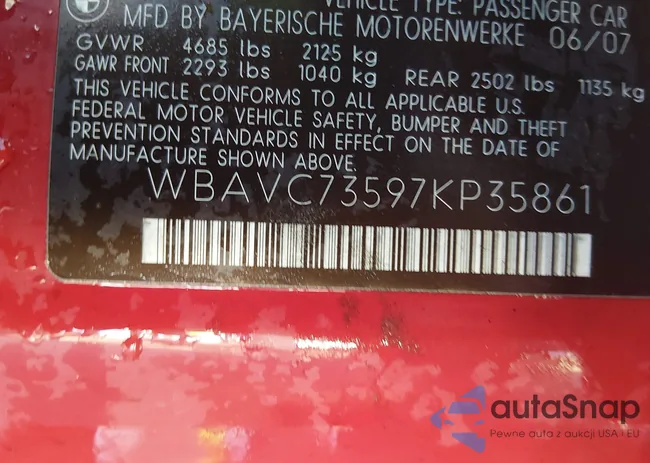 VEHICLE TYPE: PASSENGER CAR
MFD BY BAYERISCHE MOTORENWERKE 06/07
GVWR 4685 lbs 2125 kg
GAWR FRONT 2293 lbs 1040 kg REAR 2502 lbs 1135 kg
THIS VEHICLE CONFORMS TO ALL APPLICABLE U.S.
FEDERAL MOTOR VEHICLE SAFETY, BUMPER AND THEFT
PREVENTION STANDARDS IN EFFECT ON THE DATE OF
MANUFACTURE SHOWN ABOVE.
WBAVC73597KP35861
autaSnap
Pewne auta z aukcji USA i EU